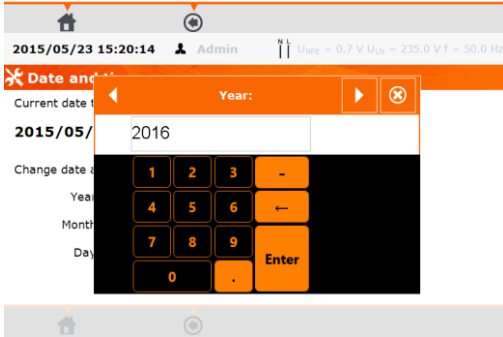 2015/05/23 15:20:14 Admin N L U_NPE = 0.7 V U_LN = 235.0 V f = 50.0 Hz
Date and
Year:
Current date t
2015/05/
2016
Change date a
Year
Month
Day
1 2 3 -
4 5 6 ←
7 8 9
Enter
0 .